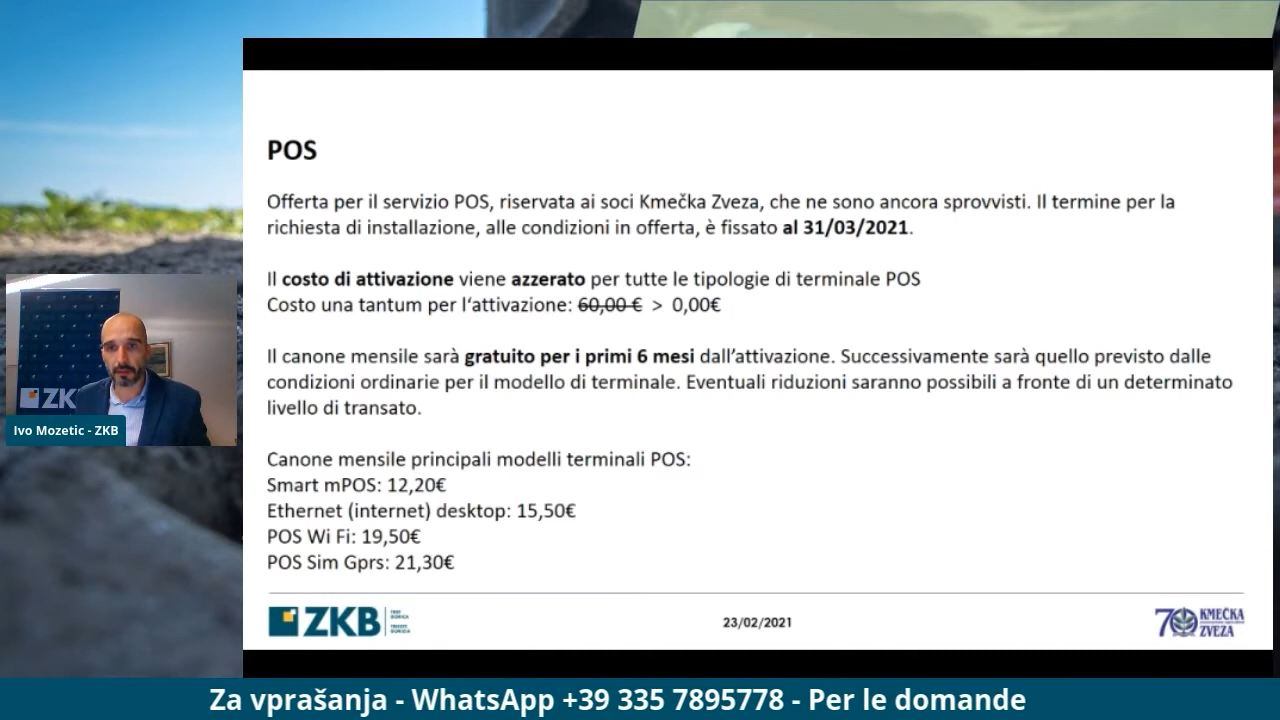 POS
Offerta per il servizio POS, riservata ai soci Kmečka Zveza, che ne sono ancora sprovvisti. Il termine per la
richiesta di installazione, alle condizioni in offerta, è fissato al 31/03/2021.
Il costo di attivazione viene azzerato per tutte le tipologie di terminale POS
Costo una tantum per l'attivazione: 60,00 € > 0,00€
Il canone mensile sarà gratuito per i primi 6 mesi dall'attivazione. Successivamente sarà quello previsto dalle
condizioni ordinarie per il modello di terminale. Eventuali riduzioni saranno possibili a fronte di un determinato
livello di transato.
Canone mensile principali modelli terminali POS:
Smart mPOS: 12,20€
Ethernet (internet) desktop: 15,50€
POS Wi Fi: 19,50€
POS Sim Gprs: 21,30€
ZK
Ivo Mozetic - ZKB
ZKB
23/02/2021
70 KMEČKA
ZVEZA
Za vprašanja - WhatsApp +39 335 7895778 - Per le domande